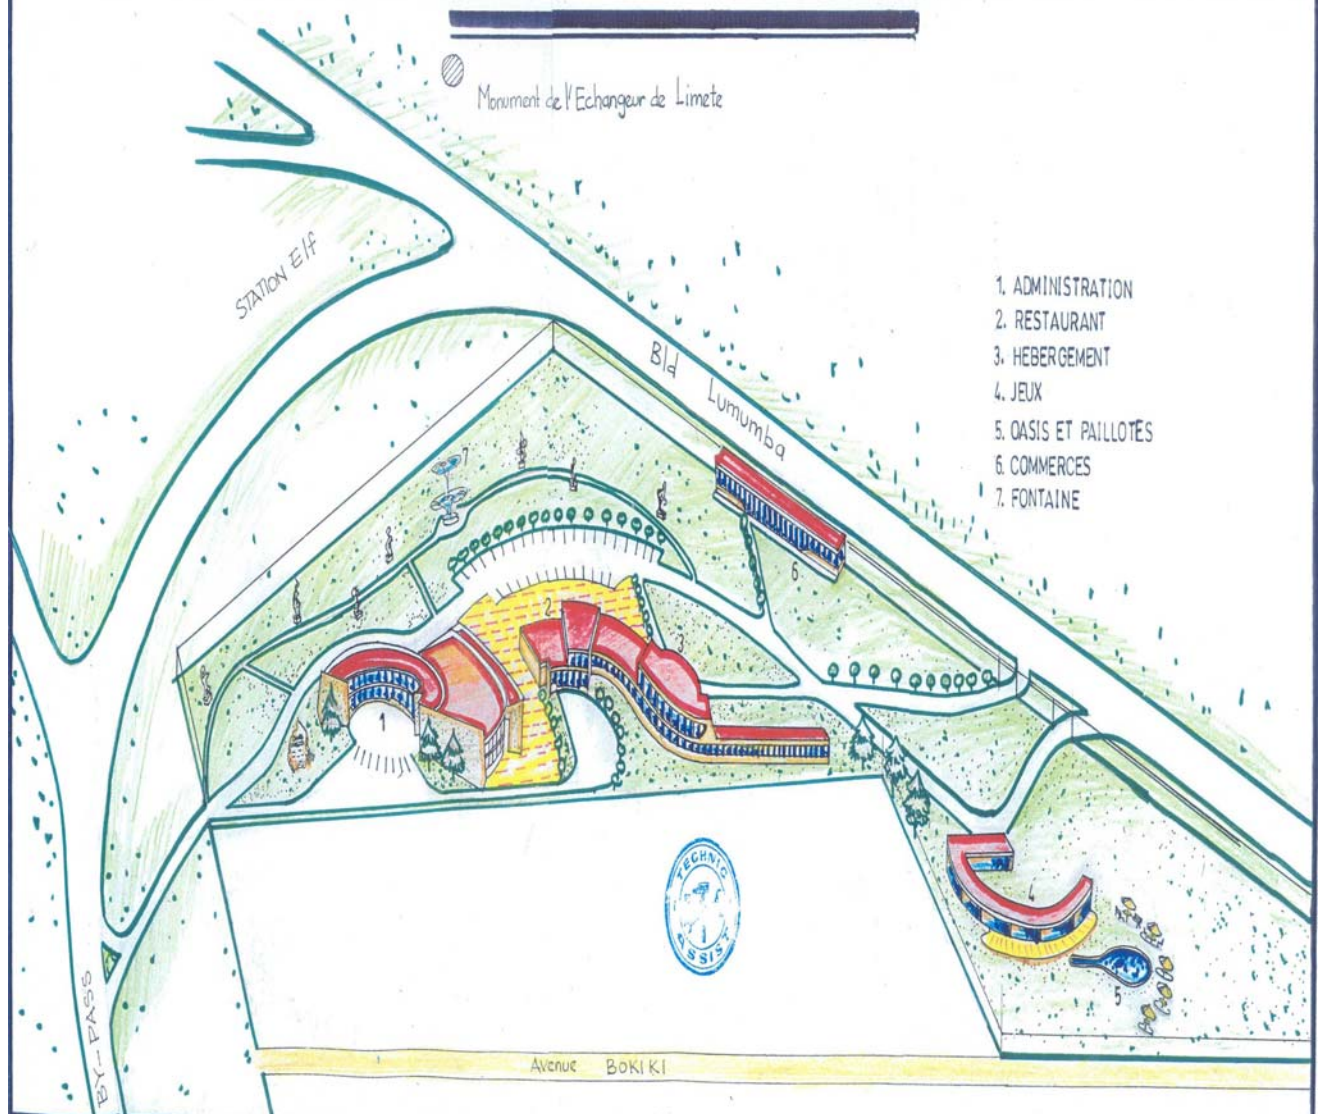 Monument de l'Echangeur de Limete
STATION Elf
Bld Lumumba
1. ADMINISTRATION
2. RESTAURANT
3. HEBERGEMENT
4. JEUX
5. OASIS ET PAILLOTES
6. COMMERCES
7. FONTAINE
7
6
2
3
1
4
5
TECHNIC
ASSIST
BY-PASS
Avenue BOKIKI